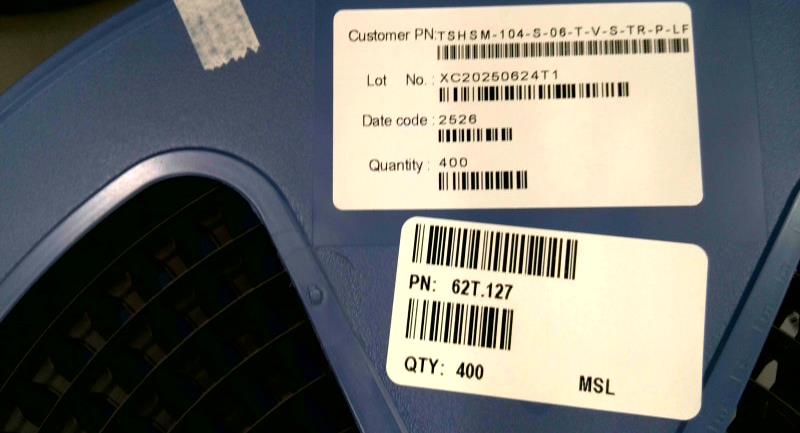 Customer PN:TSHSM-104-S-06-T-V-S-TR-P-LF
Lot No. : XC20250624T1
Date code : 2526
Quantity : 400
PN: 62T.127
QTY: 400
MSL